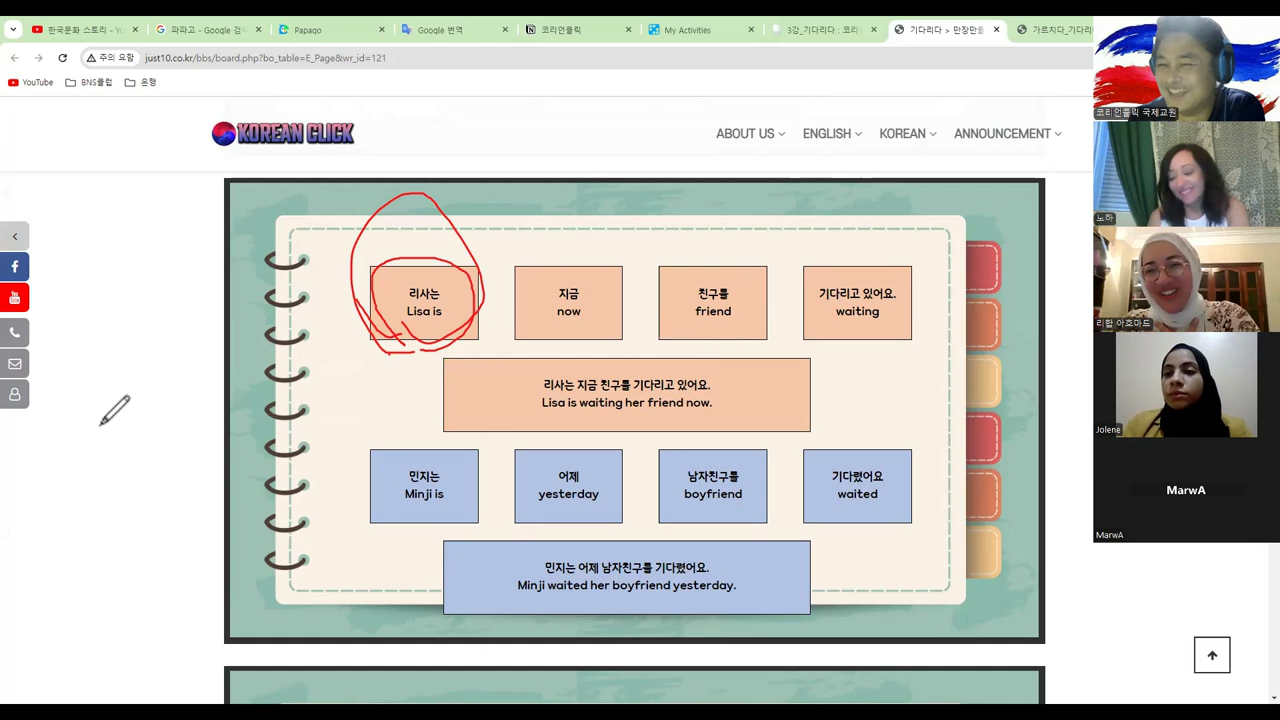 한국문화 스토리 - Yo
파파고 - Google 검색
Papago
Google 번역
코리안클릭
My Activities
3강_기다리다 : 코리안
기다리다 > 만장만들
가르치다_기다리
주의 요함
just10.co.kr/bbs/board.php?bo_table=E_Page&wr_id=121
YouTube
BNS클럽
은행
KOREAN CLICK
ABOUT US
ENGLISH
KOREAN
ANNOUNCEMENT
리사는
Lisa is
지금
now
친구를
friend
기다리고 있어요.
waiting
리사는 지금 친구를 기다리고 있어요.
Lisa is waiting her friend now.
민지는
Minji is
어제
yesterday
남자친구를
boyfriend
기다렸어요
waited
민지는 어제 남자친구를 기다렸어요.
Minji waited her boyfriend yesterday.
코리안클릭 국제교원
노하
리합 아흐마드
Jolene
MarwA
MarwA